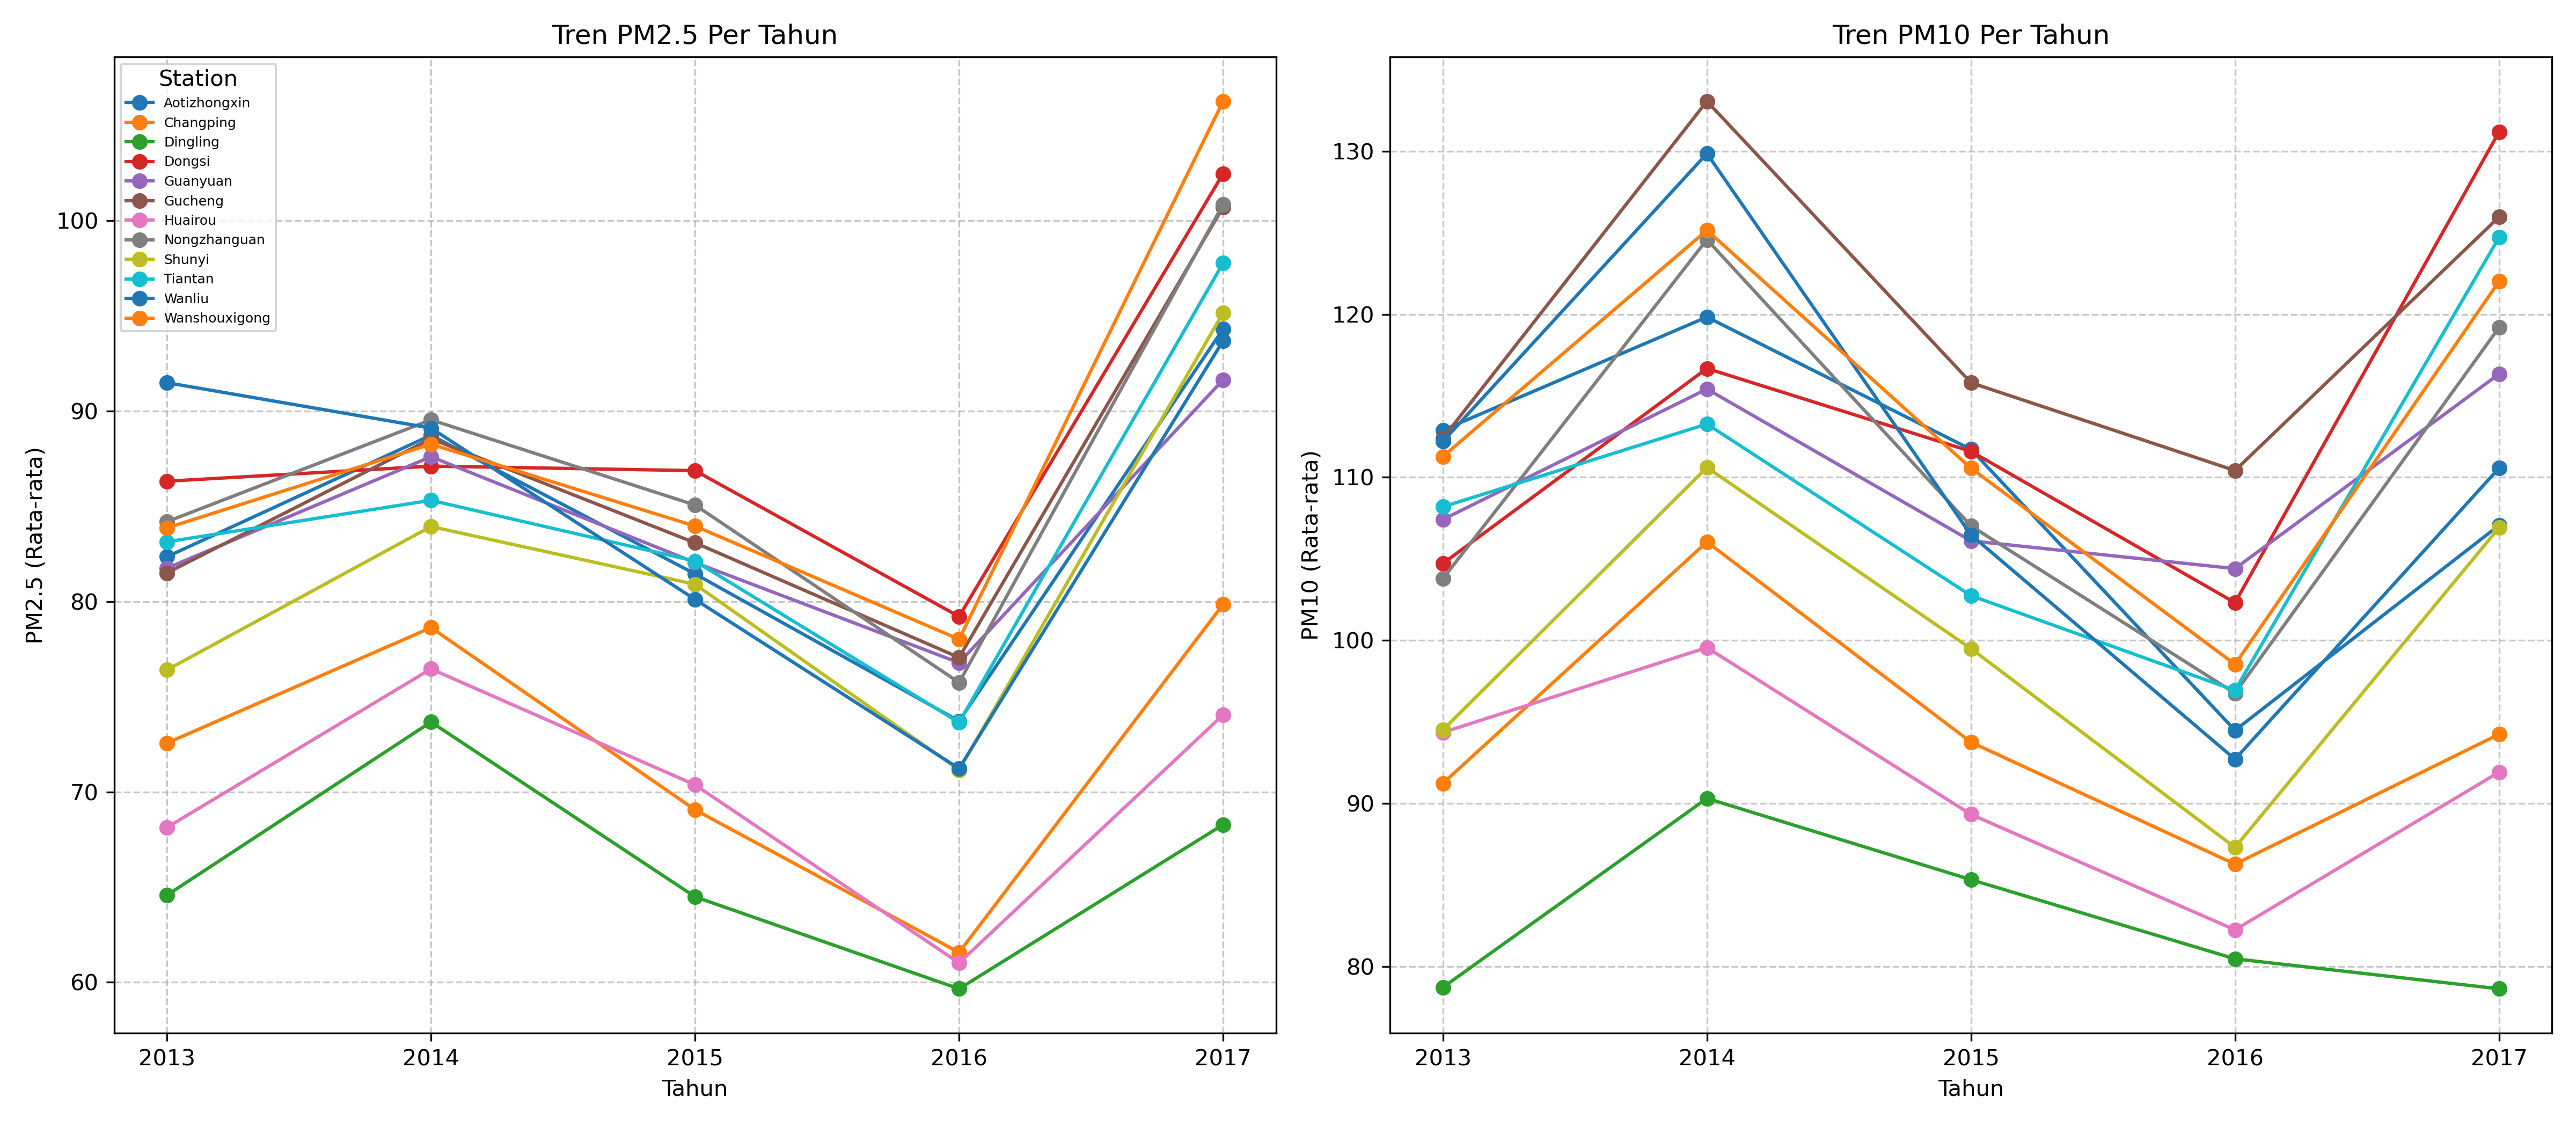 Tren PM2.5 Per Tahun
Station
Aotizhongxin
Changping
Dingling
Dongsi
Guanyuan
Gucheng
Huairou
Nongzhanguan
Shunyi
Tiantan
Wanliu
Wanshouxigong
PM2.5 (Rata-rata)
100
90
80
70
60
2013 2014 2015 2016 2017
Tahun
Tren PM10 Per Tahun
PM10 (Rata-rata)
130
120
110
100
90
80
2013 2014 2015 2016 2017
Tahun